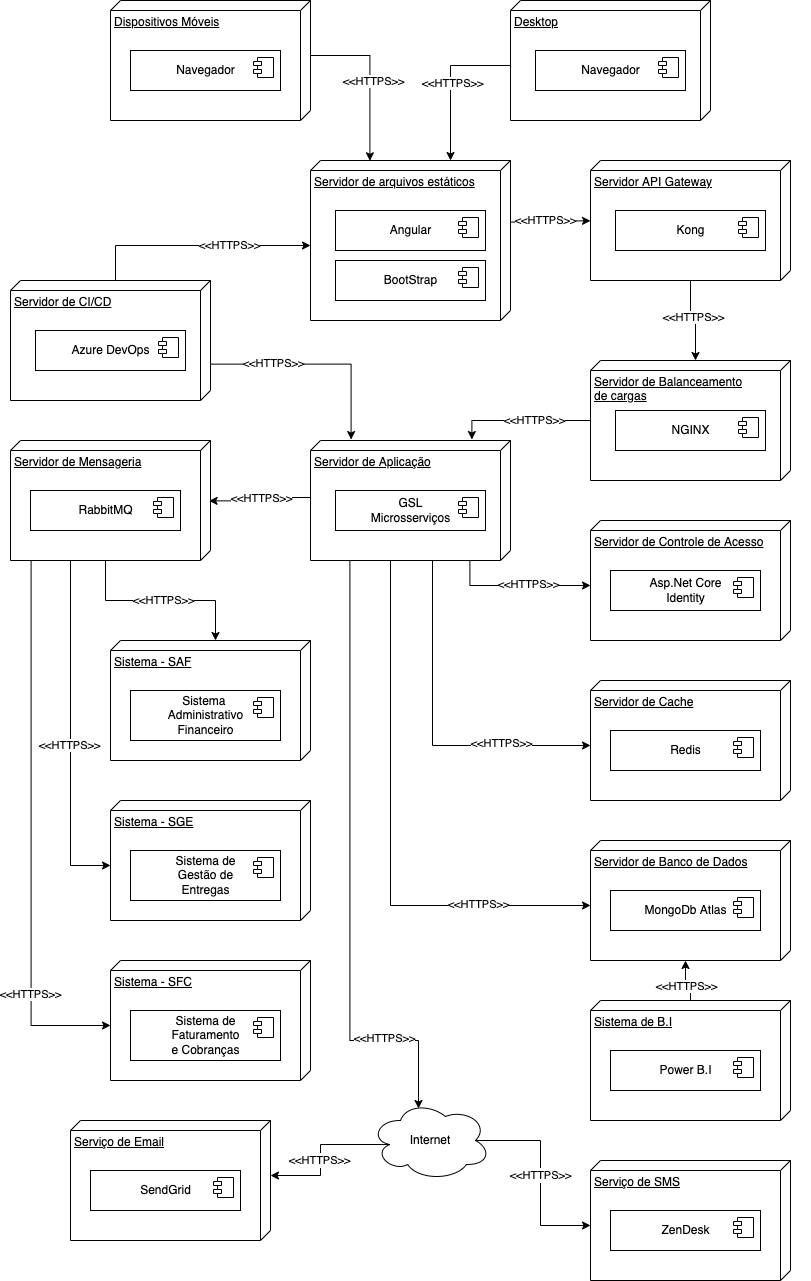 Dispositivos Móveis
Navegador
Desktop
Navegador
<<HTTPS>>
<<HTTPS>>
Servidor de arquivos estáticos
Angular
BootStrap
<<HTTPS>>
Servidor API Gateway
Kong
<<HTTPS>>
Servidor de CI/CD
Azure DevOps
<<HTTPS>>
<<HTTPS>>
Servidor de Balanceamento
de cargas
NGINX
<<HTTPS>>
Servidor de Mensageria
RabbitMQ
<<HTTPS>>
Servidor de Aplicação
GSL
Microsserviços
Servidor de Controle de Acesso
Asp.Net Core
Identity
<<HTTPS>>
<<HTTPS>>
Sistema - SAF
Sistema
Administrativo
Financeiro
Servidor de Cache
Redis
<<HTTPS>>
<<HTTPS>>
Sistema - SGE
Sistema de
Gestão de
Entregas
Servidor de Banco de Dados
MongoDb Atlas
<<HTTPS>>
Sistema - SFC
Sistema de
Faturamento
e Cobranças
<<HTTPS>>
<<HTTPS>>
Sistema de B.I
Power B.I
<<HTTPS>>
Serviço de Email
SendGrid
<<HTTPS>>
Internet
<<HTTPS>>
Serviço de SMS
ZenDesk